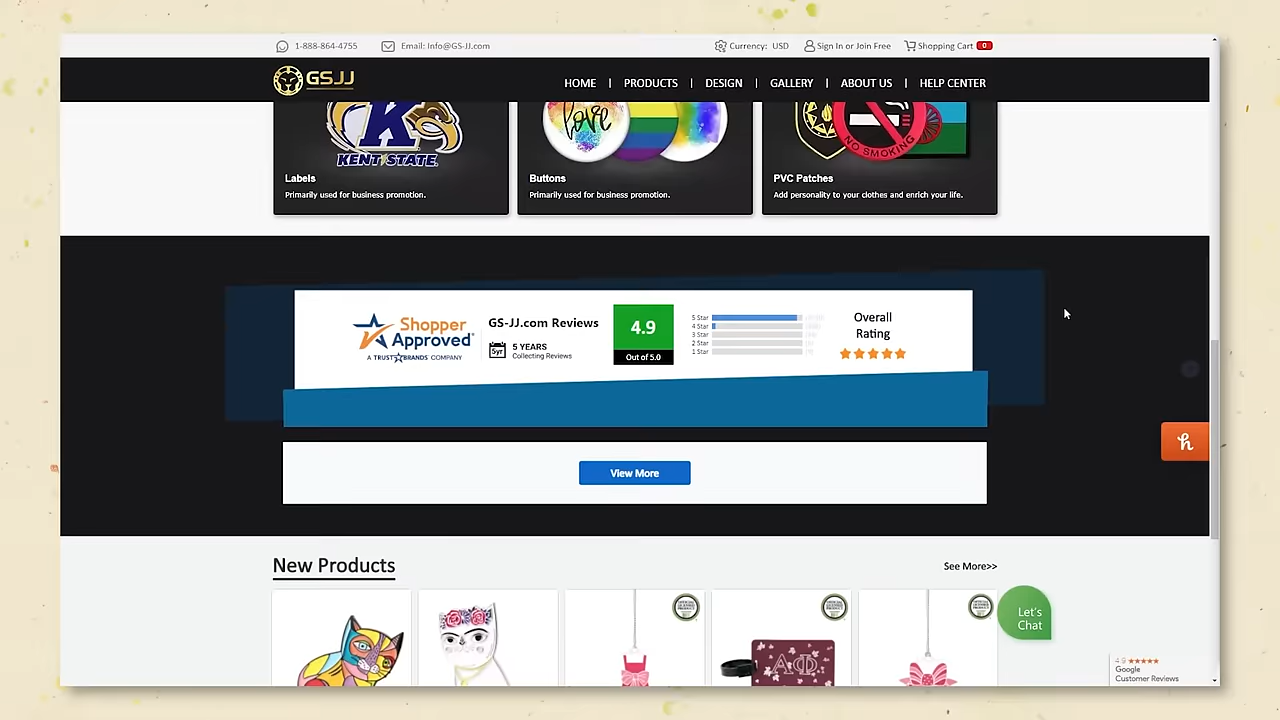 1-888-864-4755
Email: Info@GS-JJ.com
Currency: USD
Sign In or Join Free
Shopping Cart 0
GSJJ
HOME | PRODUCTS | DESIGN | GALLERY | ABOUT US | HELP CENTER
K
KENT STATE
love
NO SMOKING
Labels
Primarily used for business promotion.
Buttons
Primarily used for business promotion.
PVC Patches
Add personality to your clothes and enrich your life.
Shopper Approved
A TRUSTBRANDS COMPANY
GS-JJ.com Reviews
5yr
5 YEARS
Collecting Reviews
4.9
Out of 5.0
5 Star
4 Star
3 Star
2 Star
1 Star
Overall
Rating
View More
New Products
See More>>
ΑΦ
Let's
Chat
4.9
Google
Customer Reviews